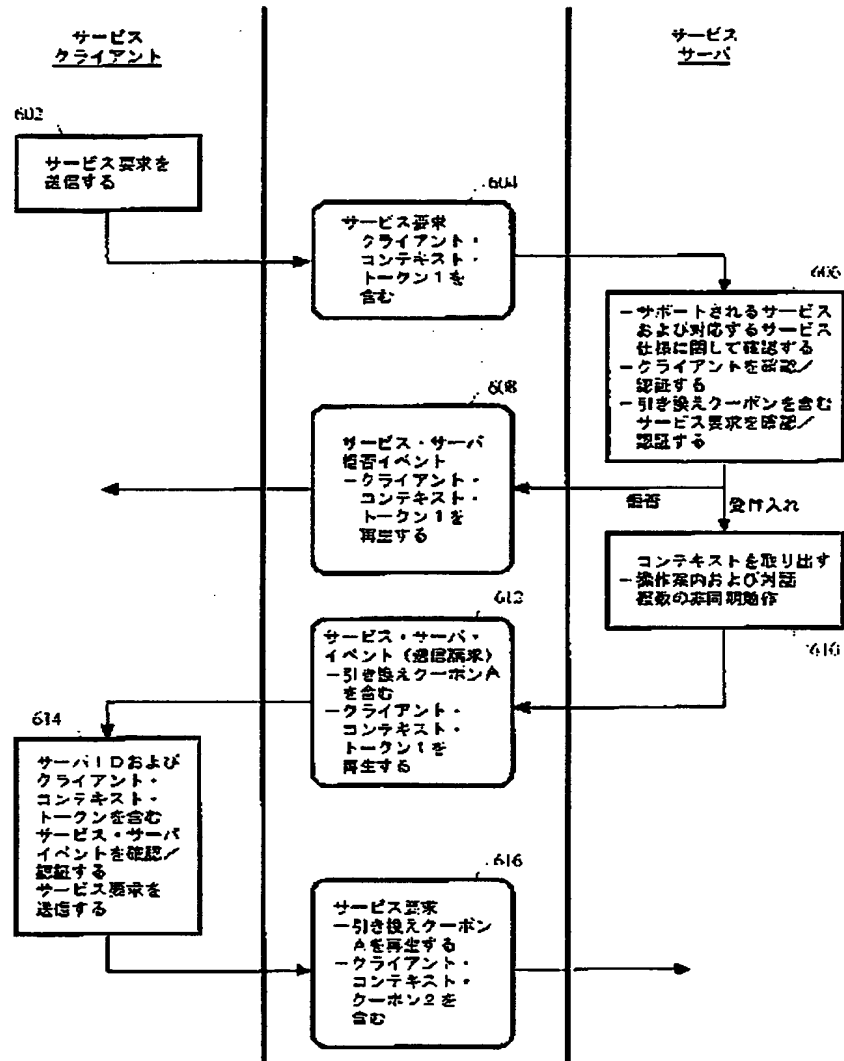 サービス
クライアント
サービス
サーバ
602
サービス要求を
送信する
604
サービス要求
クライアント・
コンテキスト・
トークン1を
含む
606
ーサポートされるサービス
および対応するサービス
仕様に関して確認する
ークライアントを確認/
認証する
ー引き換えクーポンを含む
サービス要求を確認/
認証する
608
サービス・サーバ
拒否イベント
ークライアント・
コンテキスト・
トークン1を
再生する
拒否
受け入れ
コンテキストを取り出す
ー操作案内および対話
複数の非同期動作
610
612
サービス・サーバ・
イベント(送信請求)
ー引き換えクーポンA
を含む
ークライアント・
コンテキスト・
トークン1を
再生する
614
サーバIDおよび
クライアント・
コンテキスト・
トークンを含む
サービス・サーバ
イベントを確認/
認証する
サービス要求を
送信する
616
サービス要求
ー引き換えクーポン
Aを再生する
ークライアント・
コンテキスト・
クーポン2を
含む